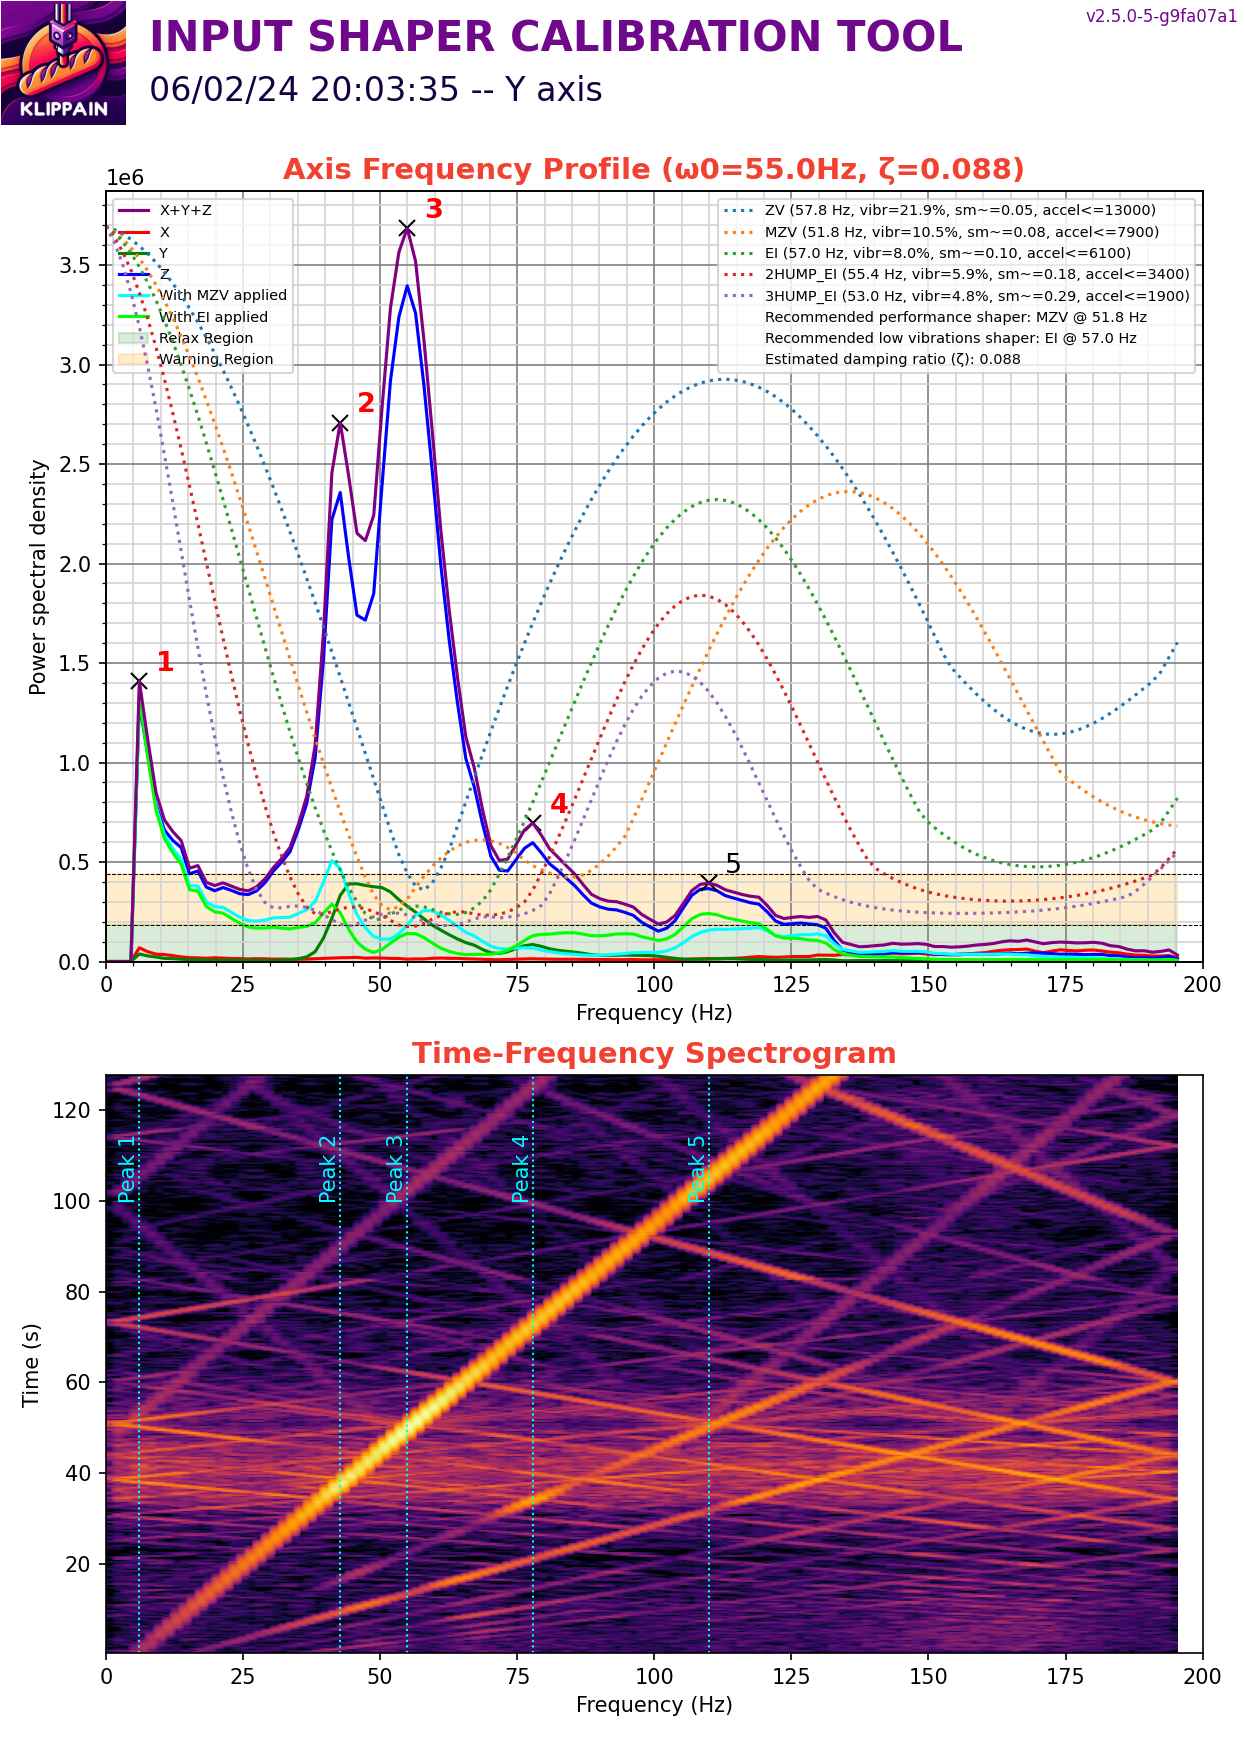 INPUT SHAPER CALIBRATION TOOL
v2.5.0-5-g9fa07a1
06/02/24 20:03:35 -- Y axis
KLIPPAIN
Axis Frequency Profile (ω0=55.0Hz, ζ=0.088)
1e6
X+Y+Z
X
Y
Z
With MZV applied
With EI applied
Relax Region
Warning Region
ZV (57.8 Hz, vibr=21.9%, sm~=0.05, accel<=13000)
MZV (51.8 Hz, vibr=10.5%, sm~=0.08, accel<=7900)
EI (57.0 Hz, vibr=8.0%, sm~=0.10, accel<=6100)
2HUMP_EI (55.4 Hz, vibr=5.9%, sm~=0.18, accel<=3400)
3HUMP_EI (53.0 Hz, vibr=4.8%, sm~=0.29, accel<=1900)
Recommended performance shaper: MZV @ 51.8 Hz
Recommended low vibrations shaper: EI @ 57.0 Hz
Estimated damping ratio (ζ): 0.088
3.5
3.0
2.5
2.0
1.5
1.0
0.5
0.0
Power spectral density
1
2
3
4
5
0 25 50 75 100 125 150 175 200
Frequency (Hz)
Time-Frequency Spectrogram
120
100
80
60
40
20
Time (s)
Peak 1
Peak 2
Peak 3
Peak 4
Peak 5
0 25 50 75 100 125 150 175 200
Frequency (Hz)